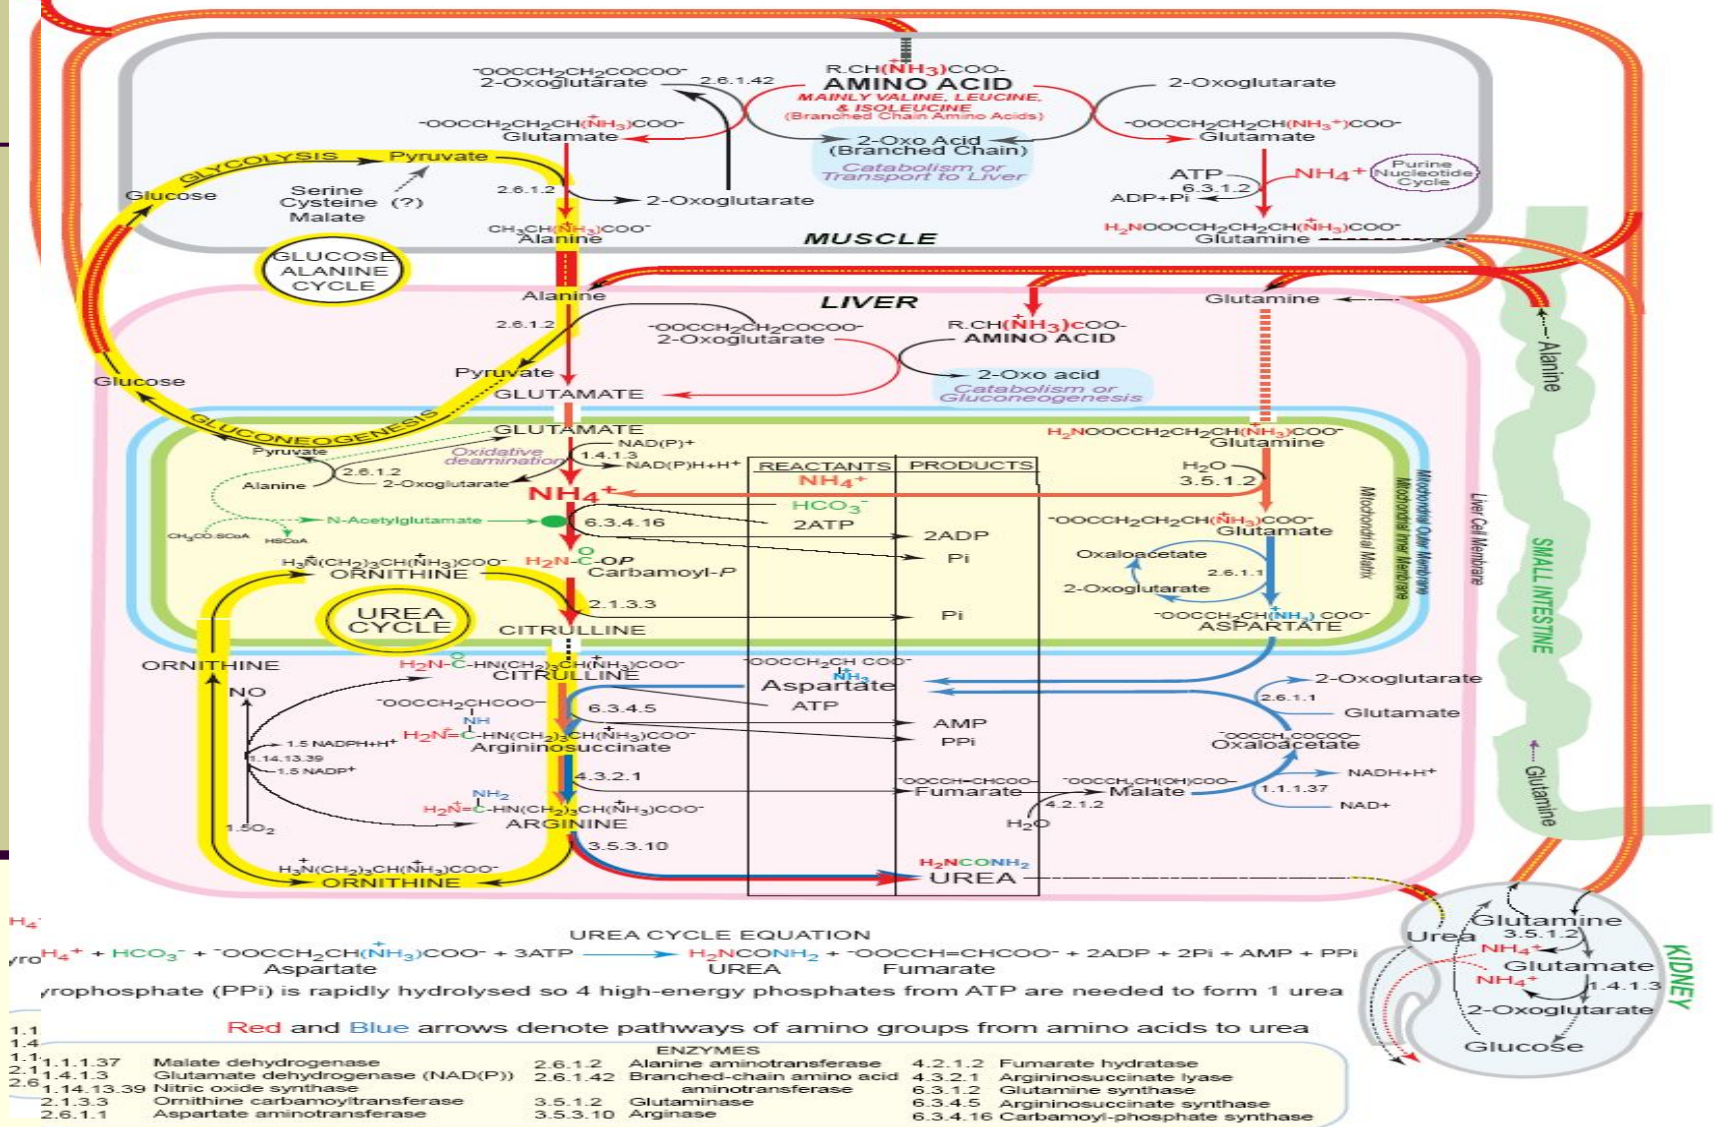 -OOCCH2CH2COCOO-
2-Oxoglutarate
2.6.1.42
R.CH(NH3)COO-
+
AMINO ACID
MAINLY VALINE, LEUCINE,
& ISOLEUCINE
(Branched Chain Amino Acids)
2-Oxoglutarate
-OOCCH2CH2CH(NH3)COO-
+
Glutamate
2-Oxo Acid
(Branched Chain)
Catabolism or
Transport to Liver
-OOCCH2CH2CH(NH3+)COO-
Glutamate
GLYCOLYSIS
Pyruvate
Glucose
Serine
Cysteine (?)
Malate
2.6.1.2
2-Oxoglutarate
ATP
6.3.1.2
ADP+Pi
NH4+
Purine
Nucleotide
Cycle
CH3CH(NH3)COO-
+
Alanine
MUSCLE
H2NOOCCH2CH2CH(NH3)COO-
+
Glutamine
GLUCOSE
ALANINE
CYCLE
Alanine
LIVER
Glutamine
2.6.1.2
-OOCCH2CH2COCOO-
2-Oxoglutarate
R.CH(NH3)cOO-
+
AMINO ACID
Alanine
Glucose
Pyruvate
GLUTAMATE
2-Oxo acid
Catabolism or
Gluconeogenesis
GLUCONEOGENESIS
GLUTAMATE
NAD(P)+
1.4.1.3
NAD(P)H+H+
Oxidative
deamination
Pyruvate
2.6.1.2
Alanine
2-Oxoglutarate
H2NOOCCH2CH2CH(NH3)COO-
+
Glutamine
H2O
3.5.1.2
REACTANTS
PRODUCTS
NH4+
NH4+
HCO3-
2ATP
2ADP
Pi
N-Acetylglutamate
6.3.4.16
CH3CO.SCoA
HSCoA
-OOCCH2CH2CH(NH3)COO-
+
Glutamate
Oxaloacetate
2.6.1.1
2-Oxoglutarate
-OOCCH2CH(NH3) COO-
+
ASPARTATE
Mitochondrial Matrix
Mitochondrial Inner Membrane
Mitochondrial Outer Membrane
Liver Cell Membrane
SMALL INTESTINE
H3N(CH2)3CH(NH3)COO-
+ +
ORNITHINE
O
H2N-C-OP
Carbamoyl-P
UREA
CYCLE
2.1.3.3
Pi
CITRULLINE
ORNITHINE
O
H2N-C-HN(CH2)3CH(NH3)COO-
+
CITRULLINE
-OOCCH2CH COO-
+
NH3
Aspartate
ATP
2-Oxoglutarate
2.6.1.1
Glutamate
NO
-OOCCH2CHCOO-
NH
H2N=C-HN(CH2)3CH(NH3)COO-
+ +
Argininosuccinate
6.3.4.5
AMP
PPi
-OOCCH2COCOO-
Oxaloacetate
1.5 NADPH+H+
1.14.13.39
1.5 NADP+
4.3.2.1
-OOCCH=CHCOO-
Fumarate
H2O
4.2.1.2
-OOCCH2CH(OH)COO-
Malate
NADH+H+
1.1.1.37
NAD+
Glutamine
NH2
H2N=C-HN(CH2)3CH(NH3)COO-
+ +
ARGININE
1.5O2
3.5.3.10
H3N(CH2)3CH(NH3)COO-
+ +
ORNITHINE
H2NCONH2
UREA
Urea
Glutamine
3.5.1.2
NH4+
Glutamate
NH4+
1.4.1.3
2-Oxoglutarate
Glucose
KIDNEY
UREA CYCLE EQUATION
H4+ + HCO3- + -OOCCH2CH(NH3)COO- + 3ATP → H2NCONH2 + -OOCCH=CHCOO- + 2ADP + 2Pi + AMP + PPi
+
Aspartate UREA Fumarate
yrophosphate (PPi) is rapidly hydrolysed so 4 high-energy phosphates from ATP are needed to form 1 urea
Red and Blue arrows denote pathways of amino groups from amino acids to urea
ENZYMES
1.1.1.37 Malate dehydrogenase
1.4.1.3 Glutamate dehydrogenase (NAD(P))
1.14.13.39 Nitric oxide synthase
2.1.3.3 Ornithine carbamoyltransferase
2.6.1.1 Aspartate aminotransferase
2.6.1.2 Alanine aminotransferase
2.6.1.42 Branched-chain amino acid
aminotransferase
3.5.1.2 Glutaminase
3.5.3.10 Arginase
4.2.1.2 Fumarate hydratase
4.3.2.1 Argininosuccinate lyase
6.3.1.2 Glutamine synthase
6.3.4.5 Argininosuccinate synthase
6.3.4.16 Carbamoyl-phosphate synthase